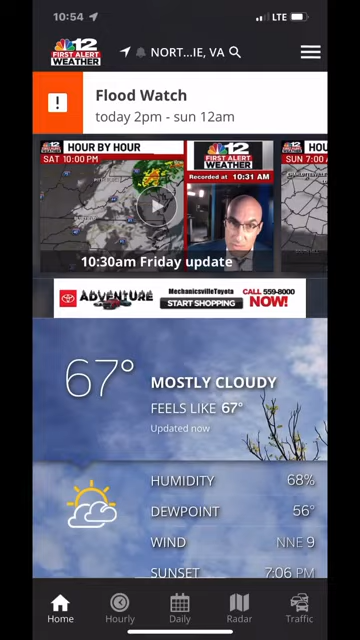 10:54
LTE
12
FIRST ALERT
WEATHER
NORT...IE, VA
!
Flood Watch
today 2pm - sun 12am
HOUR BY HOUR
SAT 10:00 PM
12
FIRST ALERT
WEATHER
Recorded at 10:31 AM
SUN 7:00
10:30am Friday update
ADVENTURE
MechanicsvilleToyota
START SHOPPING
CALL 559-8000
NOW!
67°
MOSTLY CLOUDY
FEELS LIKE 67°
Updated now
HUMIDITY 68%
DEWPOINT 56°
WIND NNE 9
SUNSET 7:06 PM
Home Hourly Daily Radar Traffic